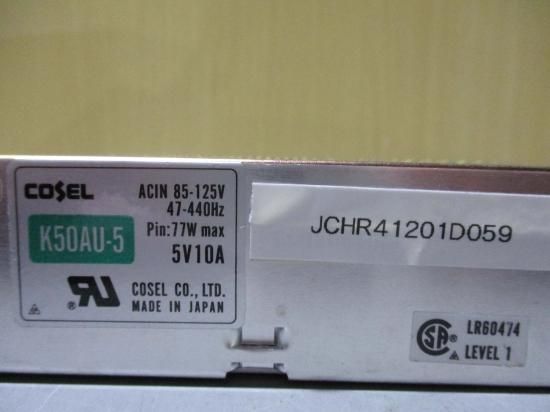 COSEL
K50AU-5
ACIN 85-125V
47-440Hz
Pin:77W max
5V10A
COSEL CO., LTD.
MADE IN JAPAN
JCHR41201D059
LR60474
LEVEL 1